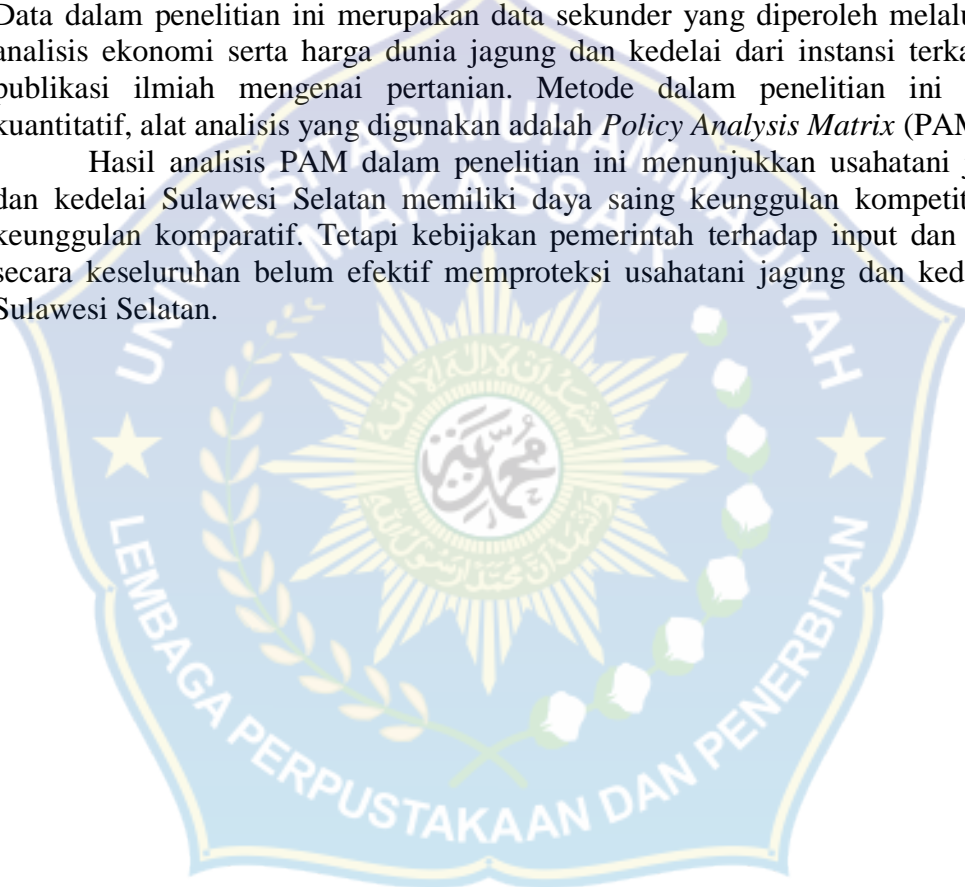 Data dalam penelitian ini merupakan data sekunder yang diperoleh melalu
analisis ekonomi serta harga dunia jagung dan kedelai dari instansi terka
publikasi ilmiah mengenai pertanian. Metode dalam penelitian ini
kuantitatif, alat analisis yang digunakan adalah Policy Analysis Matrix (PAM
Hasil analisis PAM dalam penelitian ini menunjukkan usahatani j
dan kedelai Sulawesi Selatan memiliki daya saing keunggulan kompetit
keunggulan komparatif. Tetapi kebijakan pemerintah terhadap input dan
secara keseluruhan belum efektif memproteksi usahatani jagung dan ked
Sulawesi Selatan.
UNIVERSITAS MUHAMMADIYAH
MAKASSAR
LEMBAGA PERPUSTAKAAN DAN PENERBITAN